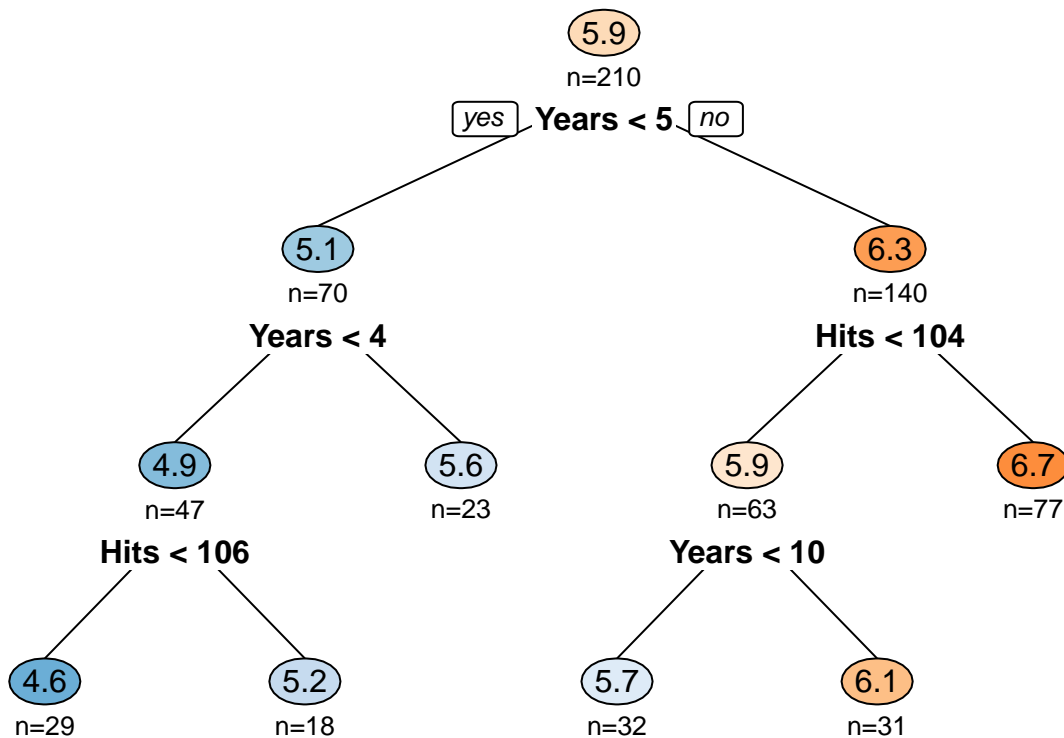 5.9
n=210
yes Years < 5 no
5.1 6.3
n=70 n=140
Years < 4 Hits < 104
4.9 5.6 5.9 6.7
n=47 n=23 n=63 n=77
Hits < 106 Years < 10
4.6 5.2 5.7 6.1
n=29 n=18 n=32 n=31